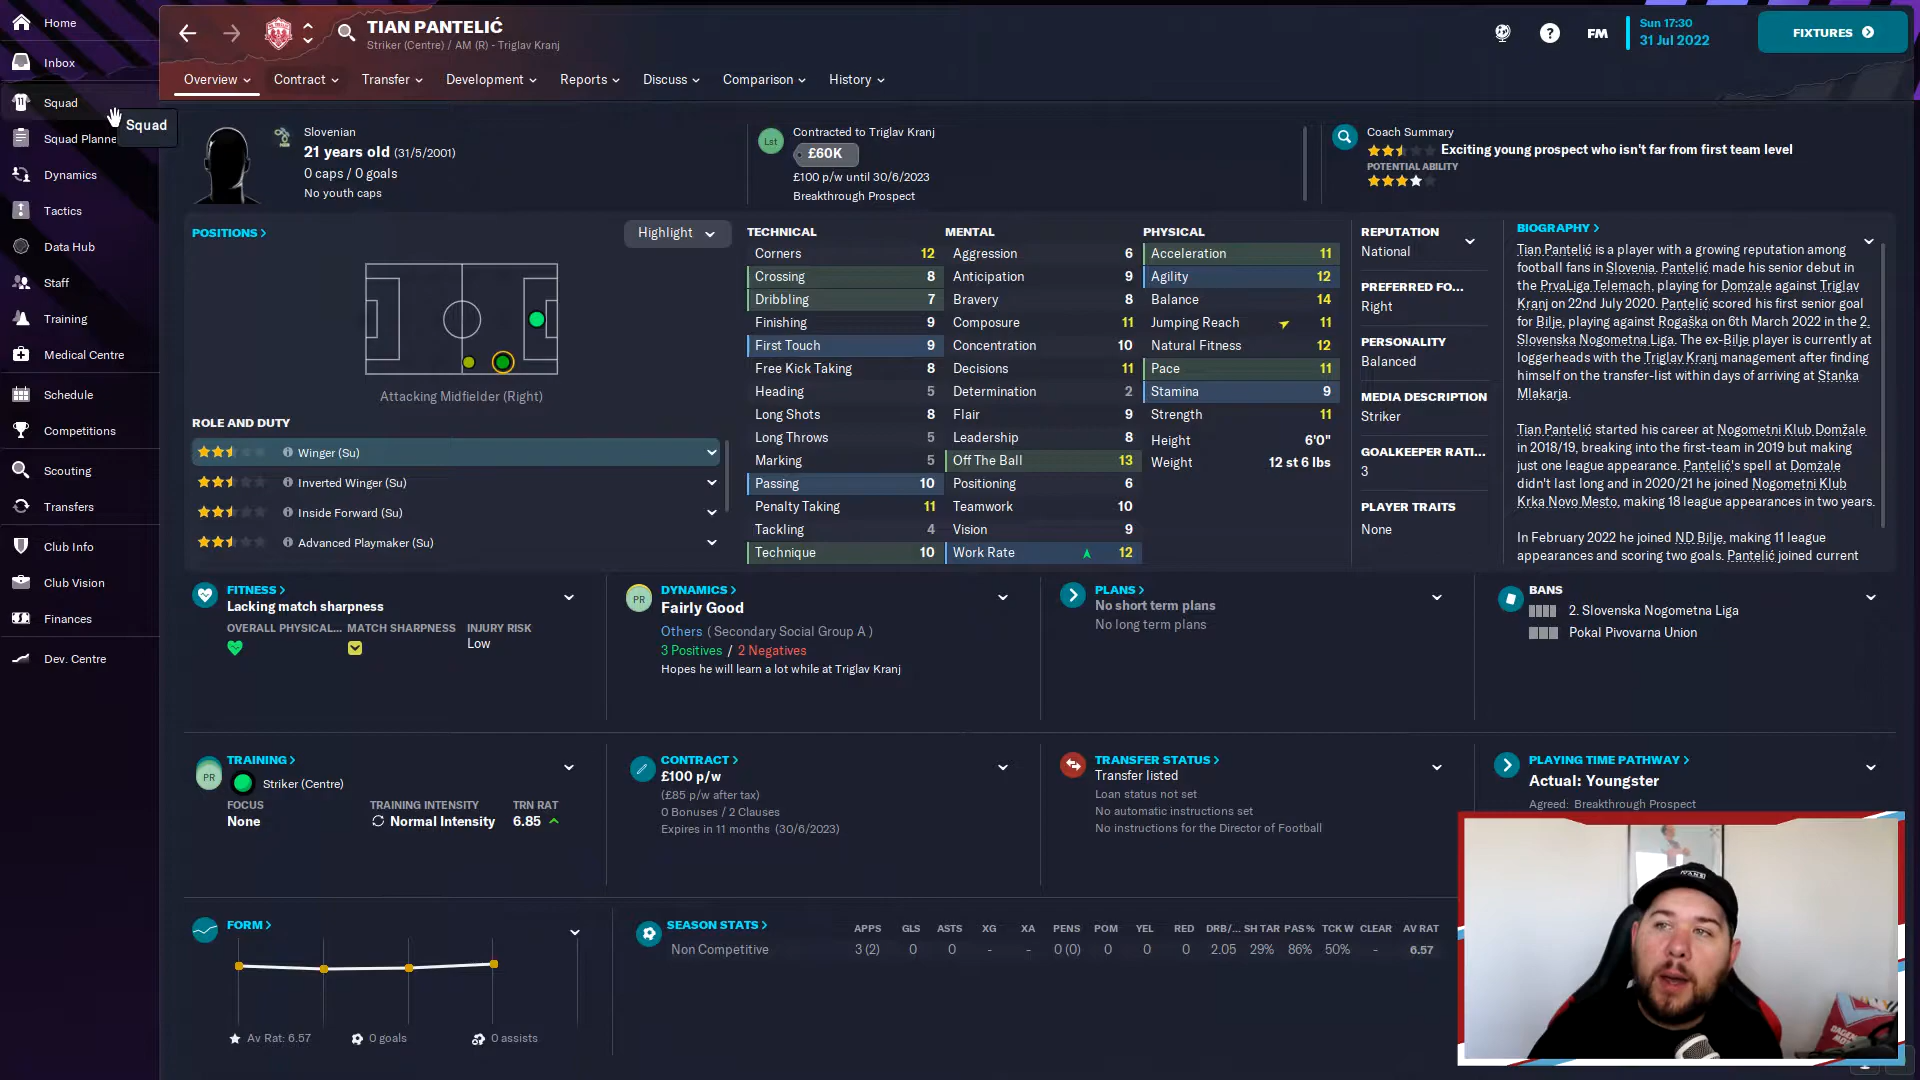 Home
Inbox
Squad
Squad
Squad Planne
Dynamics
Tactics
Data Hub
Staff
Training
Medical Centre
Schedule
Competitions
Scouting
Transfers
Club Info
Club Vision
Finances
Dev. Centre
TIAN PANTELIĆ
Striker (Centre) / AM (R) - Triglav Kranj
FM
Sun 17:30
31 Jul 2022
FIXTURES
Overview
Contract
Transfer
Development
Reports
Discuss
Comparison
History
Slovenian
21 years old (31/5/2001)
0 caps / 0 goals
No youth caps
Lst
Contracted to Triglav Kranj
£60K
£100 p/w until 30/6/2023
Breakthrough Prospect
Coach Summary
Exciting young prospect who isn't far from first team level
POTENTIAL ABILITY
POSITIONS >
Highlight
Attacking Midfielder (Right)
ROLE AND DUTY
Winger (Su)
Inverted Winger (Su)
Inside Forward (Su)
Advanced Playmaker (Su)
TECHNICAL
Corners 12
Crossing 8
Dribbling 7
Finishing 9
First Touch 9
Free Kick Taking 8
Heading 5
Long Shots 8
Long Throws 5
Marking 5
Passing 10
Penalty Taking 11
Tackling 4
Technique 10
MENTAL
Aggression 6
Anticipation 9
Bravery 8
Composure 11
Concentration 10
Decisions 11
Determination 2
Flair 9
Leadership 8
Off The Ball 13
Positioning 6
Teamwork 10
Vision 9
Work Rate 12
PHYSICAL
Acceleration 11
Agility 12
Balance 14
Jumping Reach 11
Natural Fitness 12
Pace 11
Stamina 9
Strength 11
Height 6'0"
Weight 12 st 6 lbs
REPUTATION
National
PREFERRED FO...
Right
PERSONALITY
Balanced
MEDIA DESCRIPTION
Striker
GOALKEEPER RATI...
3
PLAYER TRAITS
None
BIOGRAPHY >
Tian Pantelić is a player with a growing reputation among
football fans in Slovenia. Pantelić made his senior debut in
the PrvaLiga Telemach, playing for Domžale against Triglav
Kranj on 22nd July 2020. Pantelić scored his first senior goal
for Bilje, playing against Rogaška on 6th March 2022 in the 2.
Slovenska Nogometna Liga. The ex-Bilje player is currently at
loggerheads with the Triglav Kranj management after finding
himself on the transfer-list within days of arriving at Stanka
Mlakarja.
Tian Pantelić started his career at Nogometni Klub Domžale
in 2018/19, breaking into the first-team in 2019 but making
just one league appearance. Pantelić's spell at Domžale
didn't last long and in 2020/21 he joined Nogometni Klub
Krka Novo Mesto, making 18 league appearances in two years.
In February 2022 he joined ND Bilje, making 11 league
appearances and scoring two goals. Pantelić joined current
FITNESS >
Lacking match sharpness
OVERALL PHYSICAL... MATCH SHARPNESS INJURY RISK
Low
PR
DYNAMICS >
Fairly Good
Others ( Secondary Social Group A )
3 Positives / 2 Negatives
Hopes he will learn a lot while at Triglav Kranj
PLANS >
No short term plans
No long term plans
BANS
2. Slovenska Nogometna Liga
Pokal Pivovarna Union
PR
TRAINING >
Striker (Centre)
FOCUS TRAINING INTENSITY TRN RAT
None Normal Intensity 6.85
CONTRACT >
£100 p/w
(£85 p/w after tax)
0 Bonuses / 2 Clauses
Expires in 11 months (30/6/2023)
TRANSFER STATUS >
Transfer listed
Loan status not set
No automatic instructions set
No instructions for the Director of Football
PLAYING TIME PATHWAY >
Actual: Youngster
Agreed: Breakthrough Prospect
FORM >
Av Rat: 6.57 0 goals 0 assists
SEASON STATS > APPS GLS ASTS XG XA PENS POM YEL RED DRB/... SH TAR PAS % TCK W CLEAR AV RAT
Non Competitive 3 (2) 0 0 - - 0 (0) 0 0 0 2.05 29% 86% 50% - 6.57
VANS